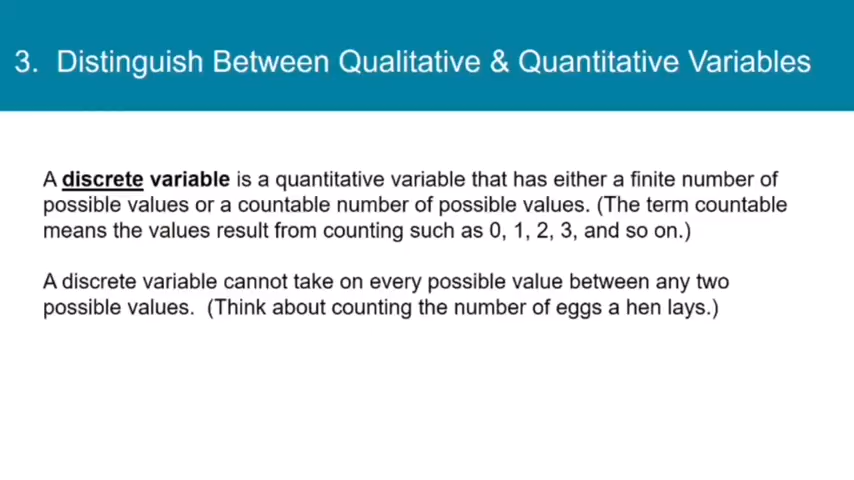 3. Distinguish Between Qualitative & Quantitative Variables
A discrete variable is a quantitative variable that has either a finite number of
possible values or a countable number of possible values. (The term countable
means the values result from counting such as 0, 1, 2, 3, and so on.)
A discrete variable cannot take on every possible value between any two
possible values. (Think about counting the number of eggs a hen lays.)